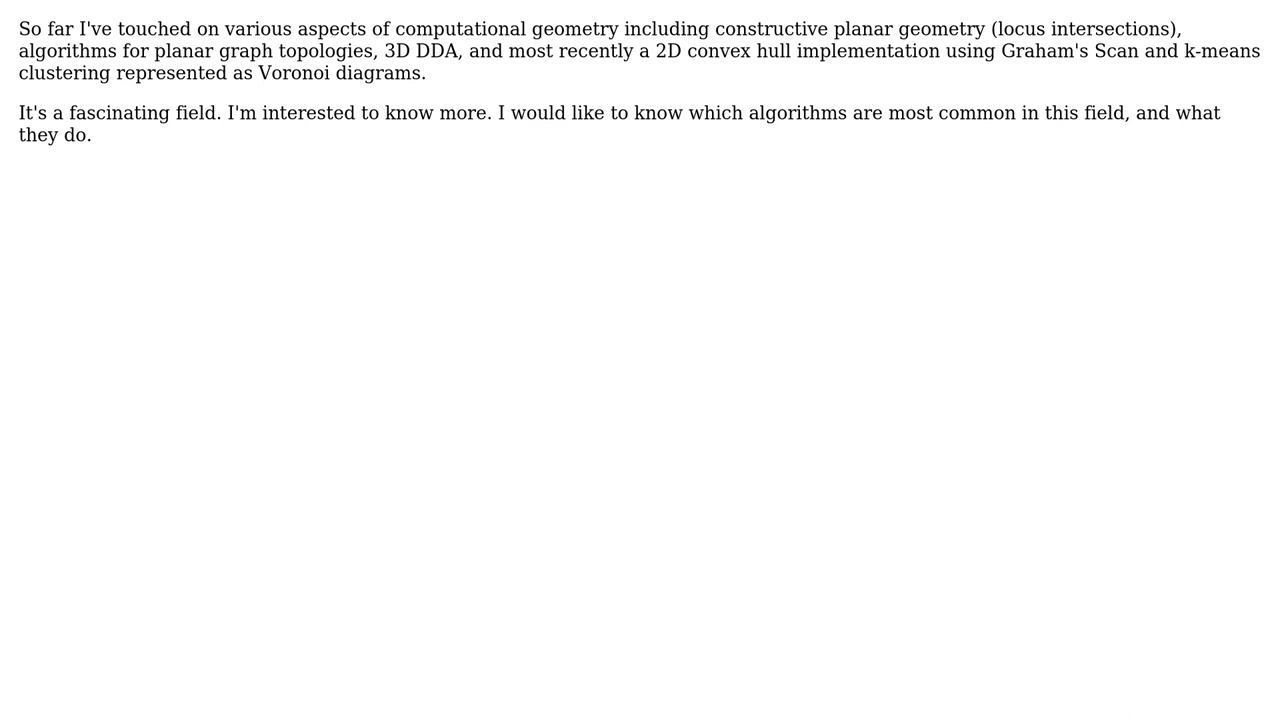 So far I've touched on various aspects of computational geometry including constructive planar geometry (locus intersections),
algorithms for planar graph topologies, 3D DDA, and most recently a 2D convex hull implementation using Graham's Scan and k-means
clustering represented as Voronoi diagrams.
It's a fascinating field. I'm interested to know more. I would like to know which algorithms are most common in this field, and what
they do.